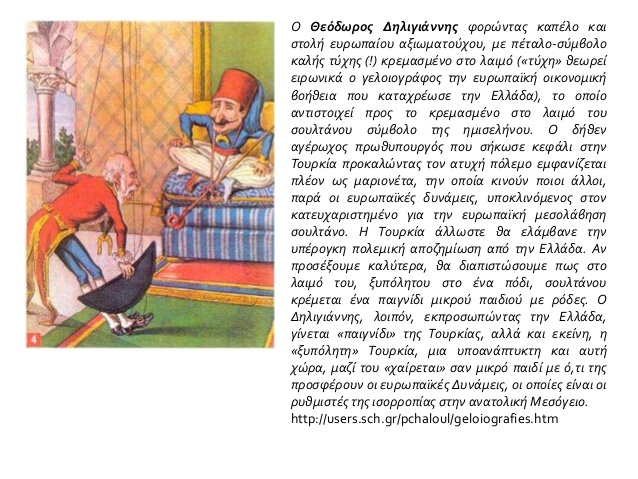 4
Ο Θεόδωρος Δηλιγιάννης φορώντας καπέλο και
στολή ευρωπαίου αξιωματούχου, με πέταλο-σύμβολο
καλής τύχης (!) κρεμασμένο στο λαιμό («τύχη» θεωρεί
ειρωνικά ο γελοιογράφος την ευρωπαϊκή οικονομική
βοήθεια που καταχρέωσε την Ελλάδα), το οποίο
αντιστοιχεί προς το κρεμασμένο στο λαιμό του
σουλτάνου σύμβολο της ημισελήνου. Ο δήθεν
αγέρωχος πρωθυπουργός που σήκωσε κεφάλι στην
Τουρκία προκαλώντας τον ατυχή πόλεμο εμφανίζεται
πλέον ως μαριονέτα, την οποία κινούν ποιοι άλλοι,
παρά οι ευρωπαϊκές δυνάμεις, υποκλινόμενος στον
κατευχαριστημένο για την ευρωπαϊκή μεσολάβηση
σουλτάνο. Η Τουρκία άλλωστε θα ελάμβανε την
υπέρογκη πολεμική αποζημίωση από την Ελλάδα. Αν
προσέξουμε καλύτερα, θα διαπιστώσουμε πως στο
λαιμό του, ξυπόλητου στο ένα πόδι, σουλτάνου
κρέμεται ένα παιγνίδι μικρού παιδιού με ρόδες. Ο
Δηλιγιάννης, λοιπόν, εκπροσωπώντας την Ελλάδα,
γίνεται «παιγνίδι» της Τουρκίας, αλλά και εκείνη, η
«ξυπόλητη» Τουρκία, μια υποανάπτυκτη και αυτή
χώρα, μαζί του «χαίρεται» σαν μικρό παιδί με ό,τι της
προσφέρουν οι ευρωπαϊκές Δυνάμεις, οι οποίες είναι οι
ρυθμιστές της ισορροπίας στην ανατολική Μεσόγειο.
http://users.sch.gr/pchaloul/geloiografies.htm